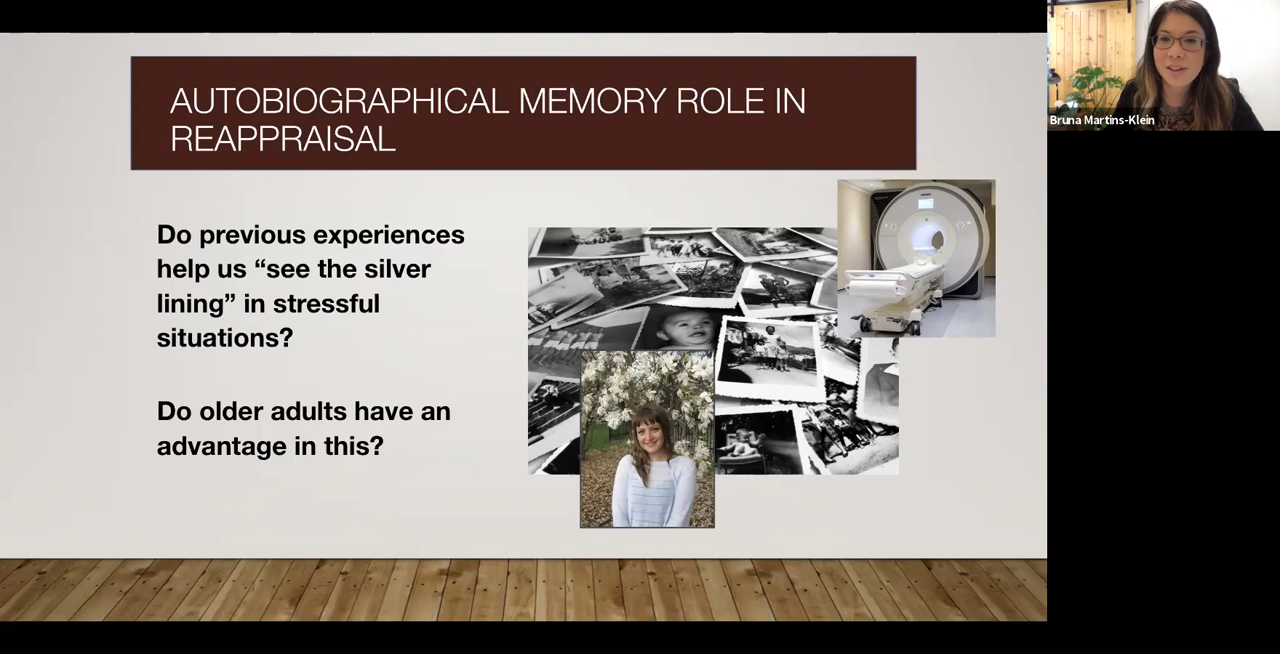 AUTOBIOGRAPHICAL MEMORY ROLE IN
REAPPRAISAL
Do previous experiences
help us “see the silver
lining” in stressful
situations?
Do older adults have an
advantage in this?
Bruna Martins-Klein